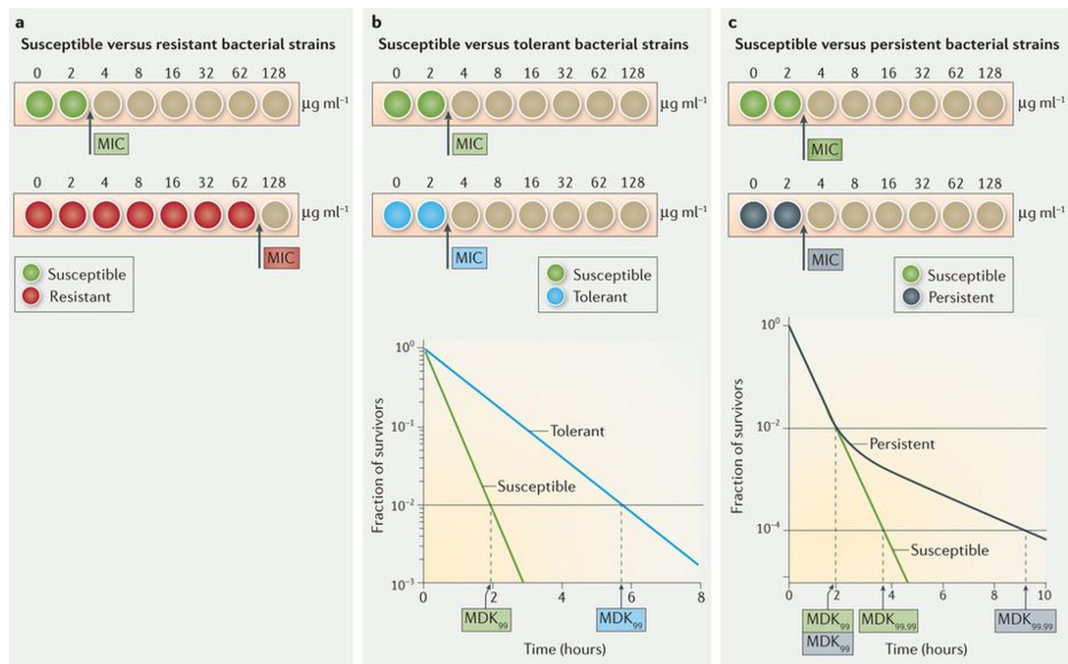 a
Susceptible versus resistant bacterial strains
0 2 4 8 16 32 62 128
µg ml⁻¹
MIC
0 2 4 8 16 32 62 128
µg ml⁻¹
MIC
Susceptible
Resistant
b
Susceptible versus tolerant bacterial strains
0 2 4 8 16 32 62 128
µg ml⁻¹
MIC
0 2 4 8 16 32 62 128
µg ml⁻¹
MIC
Susceptible
Tolerant
Fraction of survivors
10⁰
10⁻¹
10⁻²
10⁻³
Tolerant
Susceptible
0 2 4 6 8
MDK₉₉ MDK₉₉
Time (hours)
c
Susceptible versus persistent bacterial strains
0 2 4 8 16 32 62 128
µg ml⁻¹
MIC
0 2 4 8 16 32 62 128
µg ml⁻¹
MIC
Susceptible
Persistent
Fraction of survivors
10⁰
10⁻²
10⁻⁴
Persistent
Susceptible
0 2 4 6 8 10
MDK₉₉ MDK₉₉.₉₉ MDK₉₉.₉₉
MDK₉₉
Time (hours)